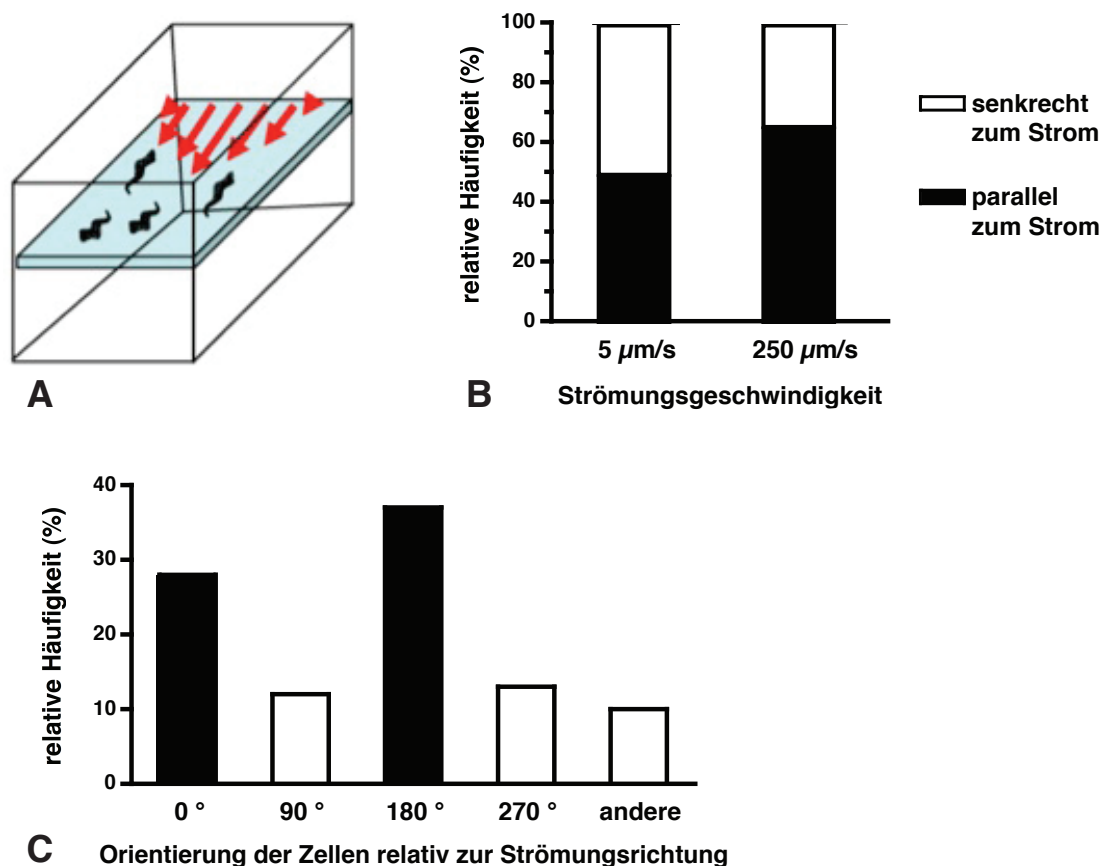 A
relative Häufigkeit (%)
100
80
60
40
20
0
5 µm/s 250 µm/s
B Strömungsgeschwindigkeit
senkrecht
zum Strom
parallel
zum Strom
relative Häufigkeit (%)
40
30
20
10
0
0 ° 90 ° 180 ° 270 ° andere
C Orientierung der Zellen relativ zur Strömungsrichtung